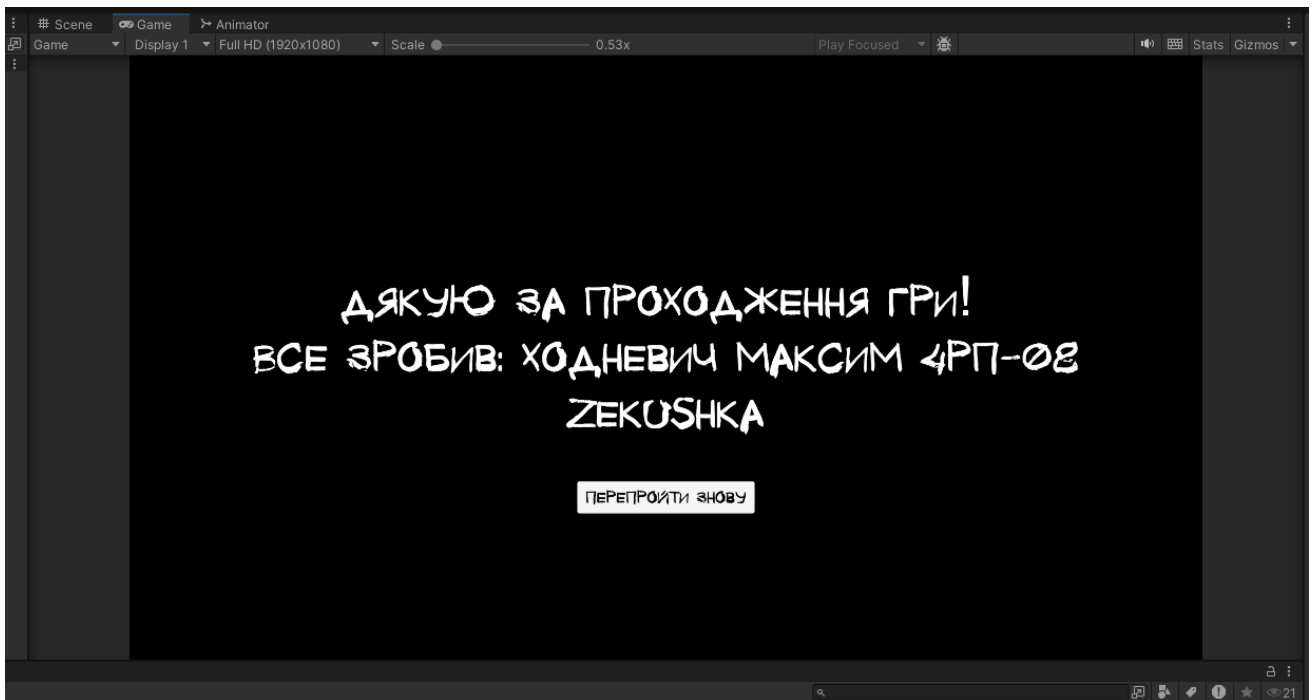 Scene Game Animator
Game Display 1 Full HD (1920x1080) Scale 0.53x Play Focused Stats Gizmos
ДЯКУЮ ЗА ПРОХОДЖЕННЯ ГРИ!
ВСЕ ЗРОБИВ: ХОДНЕВИЧ МАКСИМ 4РП-08
ZEKUSHKA
ПЕРЕПРОЙТИ ЗНОВУ
21